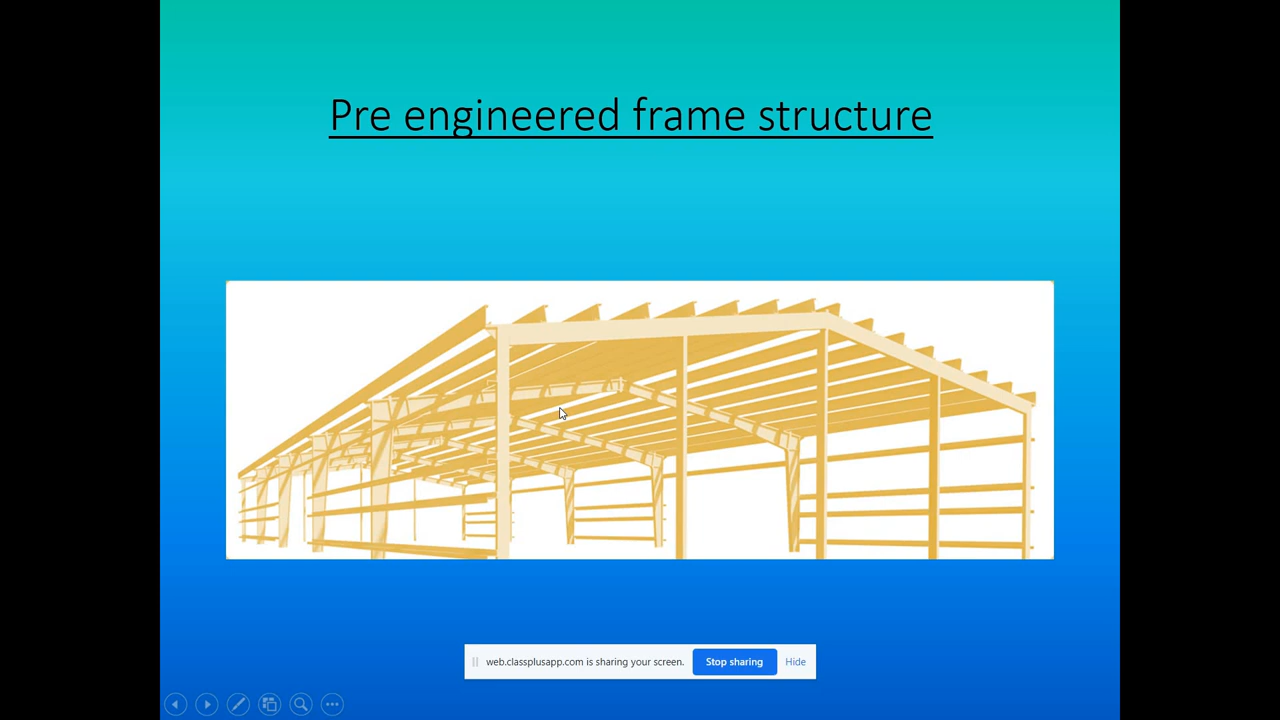 Pre engineered frame structure
web.classplusapp.com is sharing your screen. Stop sharing Hide